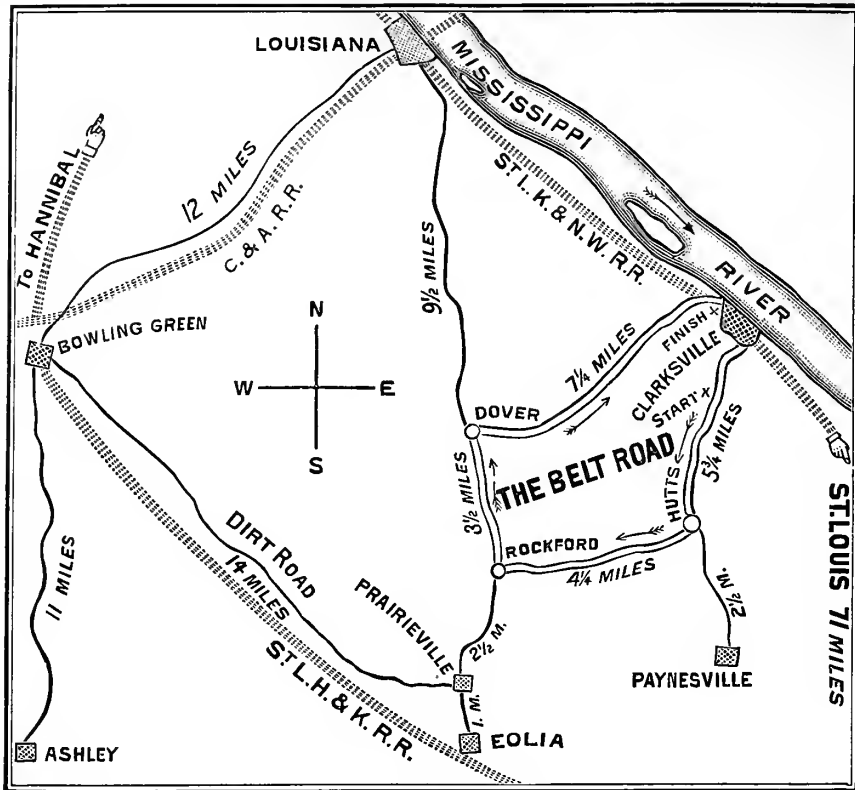 LOUISIANA
MISSISSIPPI
RIVER
TO HANNIBAL
12 MILES
C. & A. R. R.
ST. L. K. & N.W. R.R.
9½ MILES
BOWLING GREEN
N
W E
S
7¼ MILES
FINISH X
CLARKSVILLE
START X
DOVER
THE BELT ROAD
5¾ MILES
HUTTS
3½ MILES
ROCKFORD
4¼ MILES
DIRT ROAD
14 MILES
11 MILES
PRAIRIEVILLE
2½ M.
2½ M.
ST. LOUIS 71 MILES
ST. L. H. & K. R. R.
PAYNESVILLE
1. M.
EOLIA
ASHLEY